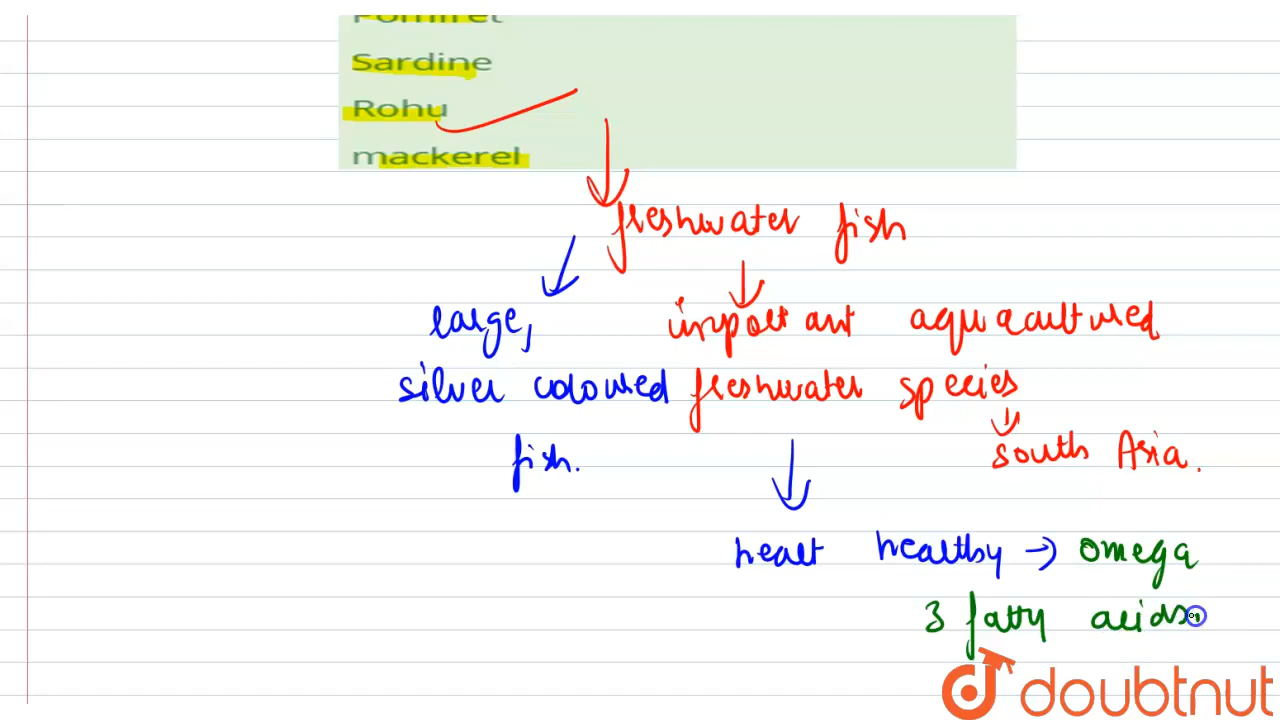 Pomfret
Sardine
Rohu
mackerel
freshwater fish
large,
silver coloured
fish.
important aquacultured
freshwater species
south Asia.
heart healthy → omega
3 fatty acids
doubtnut